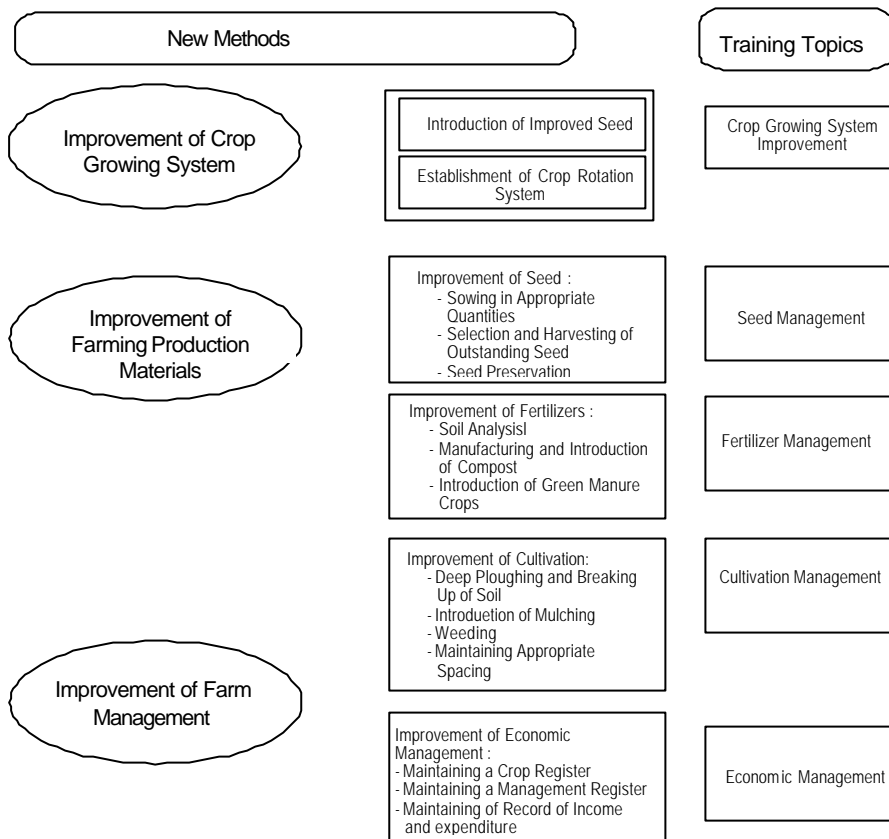 New Methods
Training Topics
Improvement of Crop
Growing System
Introduction of Improved Seed
Establishment of Crop Rotation
System
Crop Growing System
Improvement
Improvement of
Farming Production
Materials
Improvement of Seed :
- Sowing in Appropriate
Quantities
- Selection and Harvesting of
Outstanding Seed
- Seed Preservation
Seed Management
Improvement of Fertilizers :
- Soil Analysisl
- Manufacturing and Introduction
of Compost
- Introduction of Green Manure
Crops
Fertilizer Management
Improvement of Cultivation:
- Deep Ploughing and Breaking
Up of Soil
- Introduetion of Mulching
- Weeding
- Maintaining Appropriate
Spacing
Cultivation Management
Improvement of Farm
Management
Improvement of Economic
Management :
- Maintaining a Crop Register
- Maintaining a Management Register
- Maintaining of Record of Income
and expenditure
Economic Management